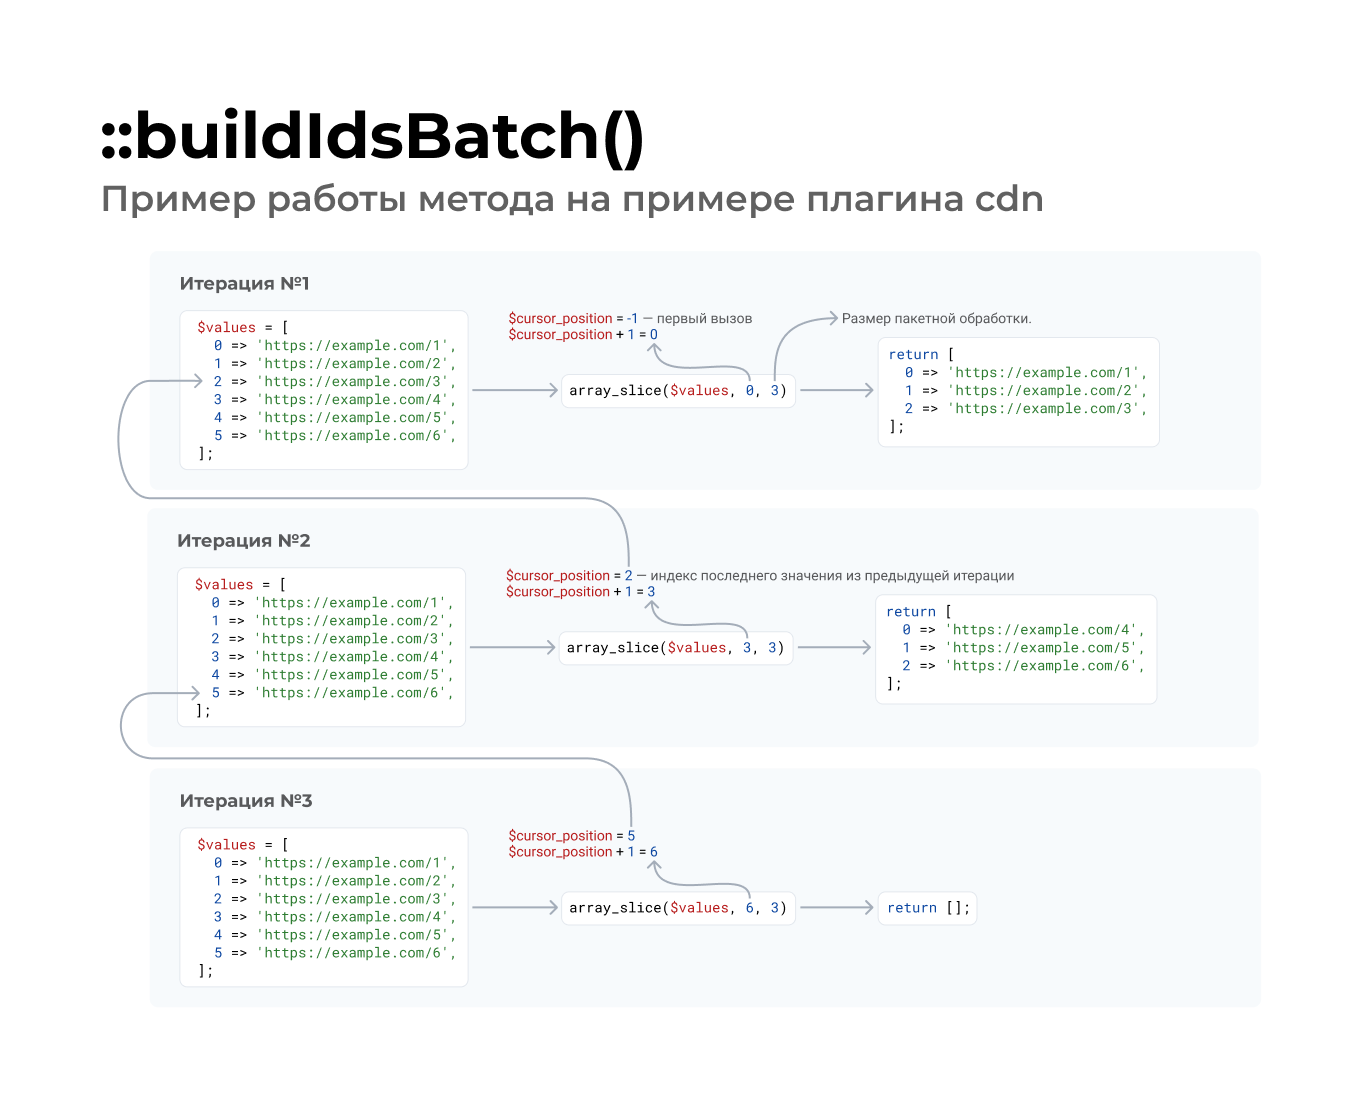 ::buildIdsBatch()
Пример работы метода на примере плагина cdn
Итерация №1
$values = [
0 => 'https://example.com/1',
1 => 'https://example.com/2',
2 => 'https://example.com/3',
3 => 'https://example.com/4',
4 => 'https://example.com/5',
5 => 'https://example.com/6',
];
$cursor_position = -1 — первый вызов
$cursor_position + 1 = 0
array_slice($values, 0, 3)
Размер пакетной обработки.
return [
0 => 'https://example.com/1',
1 => 'https://example.com/2',
2 => 'https://example.com/3',
];
Итерация №2
$values = [
0 => 'https://example.com/1',
1 => 'https://example.com/2',
2 => 'https://example.com/3',
3 => 'https://example.com/4',
4 => 'https://example.com/5',
5 => 'https://example.com/6',
];
$cursor_position = 2 — индекс последнего значения из предыдущей итерации
$cursor_position + 1 = 3
array_slice($values, 3, 3)
return [
0 => 'https://example.com/4',
1 => 'https://example.com/5',
2 => 'https://example.com/6',
];
Итерация №3
$values = [
0 => 'https://example.com/1',
1 => 'https://example.com/2',
2 => 'https://example.com/3',
3 => 'https://example.com/4',
4 => 'https://example.com/5',
5 => 'https://example.com/6',
];
$cursor_position = 5
$cursor_position + 1 = 6
array_slice($values, 6, 3)
return [];